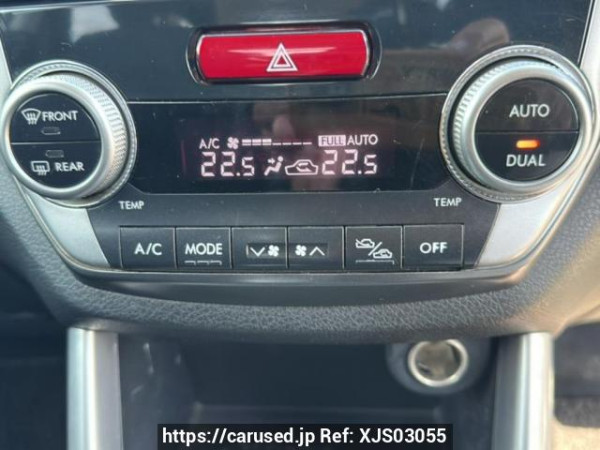 FRONT
REAR
A/C FULL AUTO
22.5 22.5
AUTO
DUAL
TEMP TEMP
A/C MODE OFF
https://carused.jp Ref: XJS03055